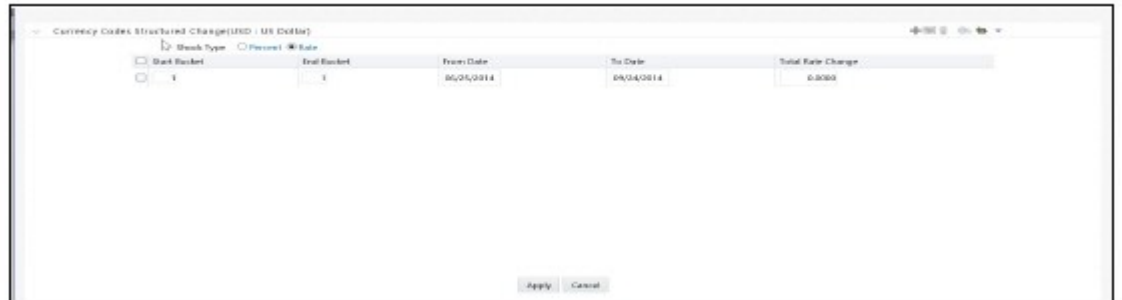 Currency Codes Structured Change(USD : US Dollar)
Shock Type Percent Rate
Start Bucket End Bucket From Date To Date Total Rate Change
1 1 06/25/2014 09/24/2014 0.0000
Apply Cancel